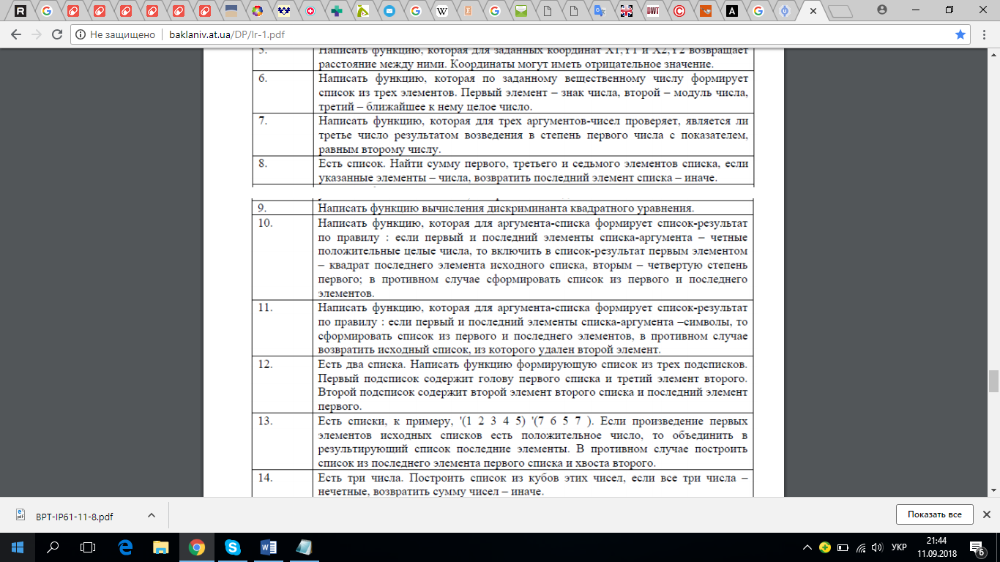 Не защищено
baklaniv.at.ua/DP/lr-1.pdf
5. Написать функцию, которая для заданных координат X1,Y1 и X2,Y2 возвращает
расстояние между ними. Координаты могут иметь отрицательное значение.
6. Написать функцию, которая по заданному вещественному числу формирует
список из трех элементов. Первый элемент – знак числа, второй – модуль числа,
третий – ближайшее к нему целое число.
7. Написать функцию, которая для трех аргументов-чисел проверяет, является ли
третье число результатом возведения в степень первого числа с показателем,
равным второму числу.
8. Есть список. Найти сумму первого, третьего и седьмого элементов списка, если
указанные элементы – числа, возвратить последний элемент списка – иначе.
9. Написать функцию вычисления дискриминанта квадратного уравнения.
10. Написать функцию, которая для аргумента-списка формирует список-результат
по правилу : если первый и последний элементы списка-аргумента – четные
положительные целые числа, то включить в список-результат первым элементом
– квадрат последнего элемента исходного списка, вторым – четвертую степень
первого; в противном случае сформировать список из первого и последнего
элементов.
11. Написать функцию, которая для аргумента-списка формирует список-результат
по правилу : если первый и последний элементы списка-аргумента –символы, то
сформировать список из первого и последнего элементов, в противном случае
возвратить исходный список, из которого удален второй элемент.
12. Есть два списка. Написать функцию формирующую список из трех подсписков.
Первый подсписок содержит голову первого списка и третий элемент второго.
Второй подсписок содержит второй элемент второго списка и последний элемент
первого.
13. Есть списки, к примеру, '(1 2 3 4 5) '(7 6 5 7 ). Если произведение первых
элементов исходных списков есть положительное число, то объединить в
результирующий список последние элементы. В противном случае построить
список из последнего элемента первого списка и хвоста второго.
14. Есть три числа. Построить список из кубов этих чисел, если все три числа –
нечетные, возвратить сумму чисел – иначе.
BPT-IP61-11-8.pdf
Показать все
УКР
21:44
11.09.2018
6